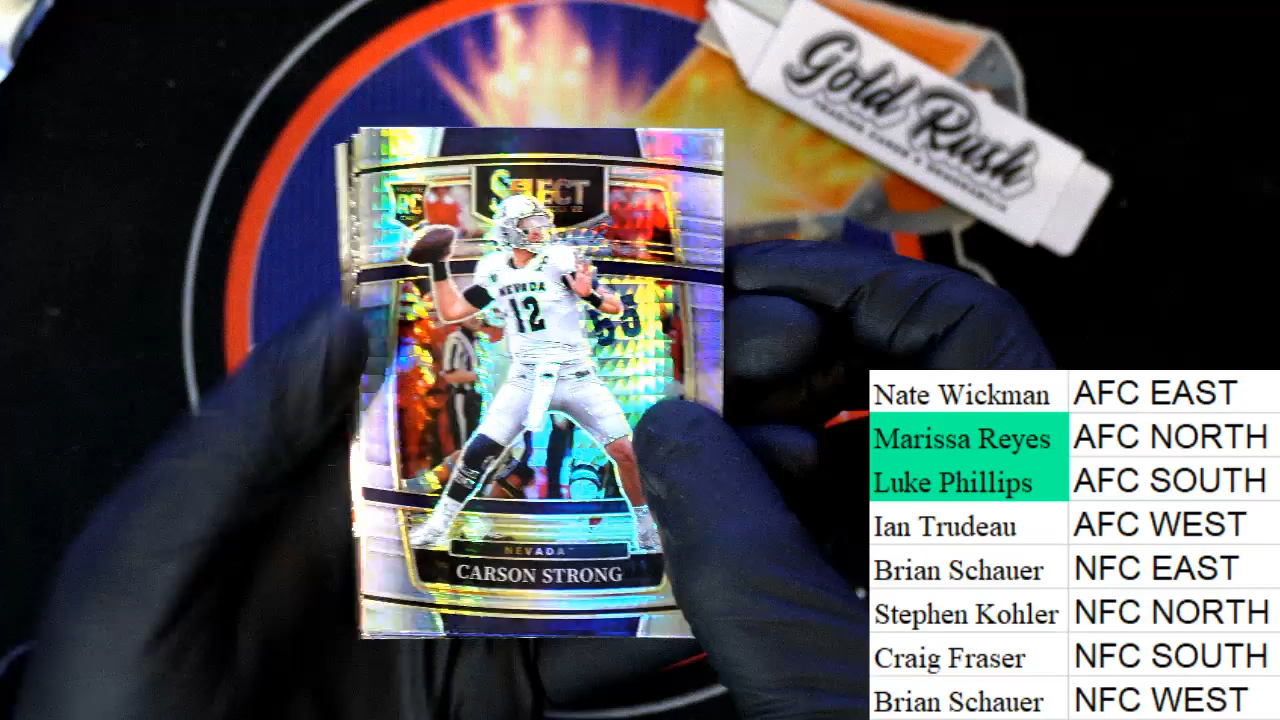 Gold Rush
SELECT
RC
NEVADA
12
NEVADA
CARSON STRONG
Nate Wickman AFC EAST
Marissa Reyes AFC NORTH
Luke Phillips AFC SOUTH
Ian Trudeau AFC WEST
Brian Schauer NFC EAST
Stephen Kohler NFC NORTH
Craig Fraser NFC SOUTH
Brian Schauer NFC WEST